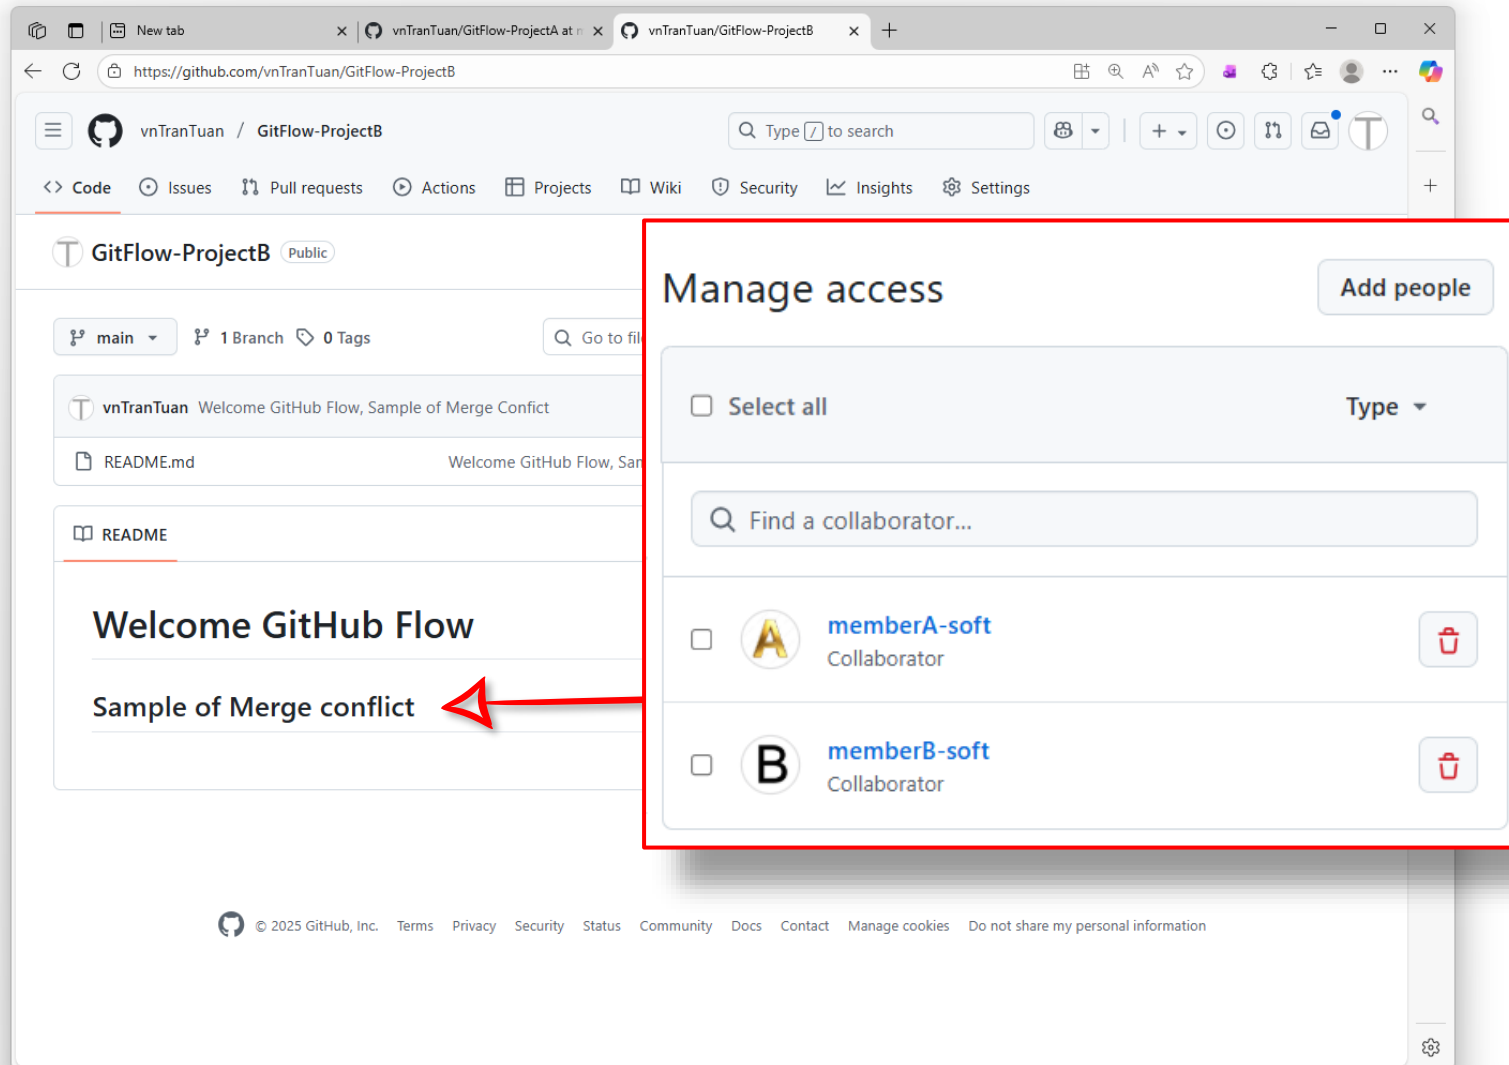 New tab
vnTranTuan/GitFlow-ProjectA at
vnTranTuan/GitFlow-ProjectB
https://github.com/vnTranTuan/GitFlow-ProjectB
vnTranTuan / GitFlow-ProjectB
Type / to search
Code Issues Pull requests Actions Projects Wiki Security Insights Settings
GitFlow-ProjectB Public
main 1 Branch 0 Tags
Go to fil
vnTranTuan Welcome GitHub Flow, Sample of Merge Confict
README.md Welcome GitHub Flow, Sam
README
Welcome GitHub Flow
Sample of Merge conflict
Manage access
Add people
Select all
Type
Find a collaborator...
A
memberA-soft
Collaborator
B
memberB-soft
Collaborator
© 2025 GitHub, Inc. Terms Privacy Security Status Community Docs Contact Manage cookies Do not share my personal information